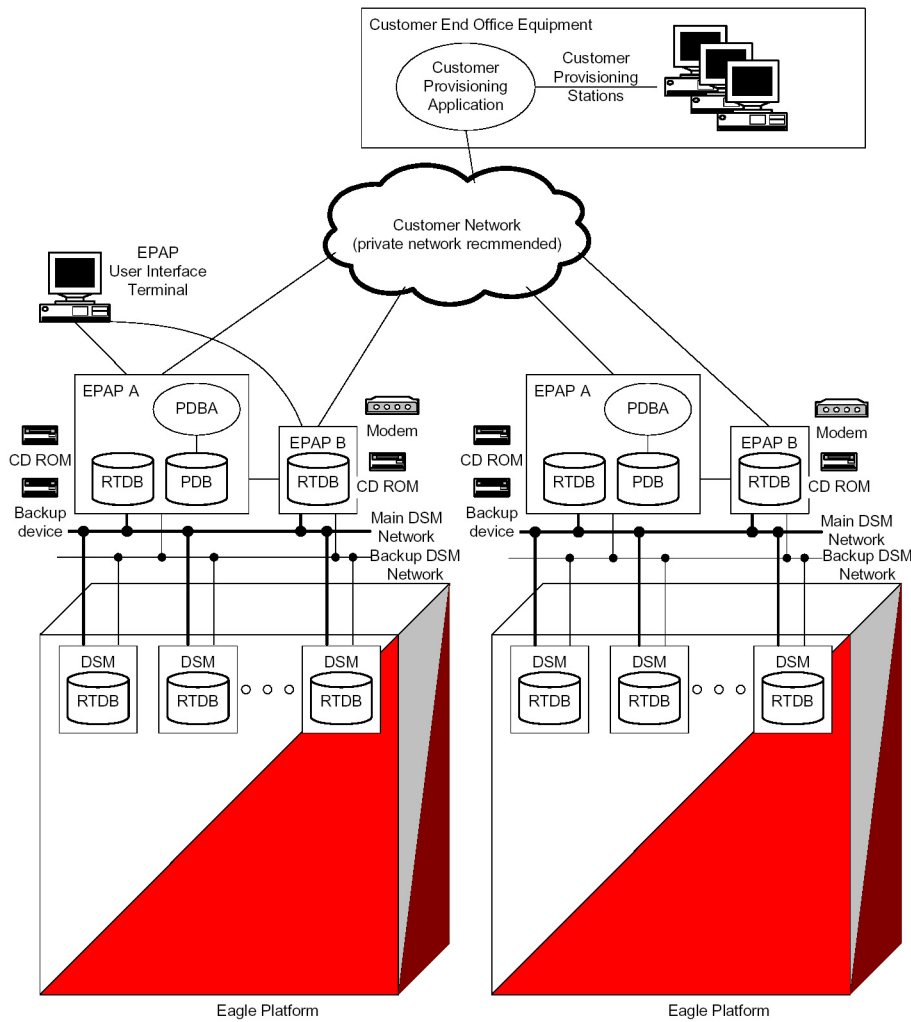 Customer End Office Equipment
Customer
Provisioning
Application
Customer
Provisioning
Stations
Customer Network
(private network recmmended)
EPAP
User Interface
Terminal
EPAP A
PDBA
RTDB
PDB
EPAP B
RTDB
Modem
CD ROM
CD ROM
Backup
device
Main DSM
Network
Backup DSM
Network
DSM
RTDB
DSM
RTDB
DSM
RTDB
Eagle Platform
EPAP A
PDBA
RTDB
PDB
EPAP B
RTDB
Modem
CD ROM
CD ROM
Backup
device
Main DSM
Network
Backup DSM
Network
DSM
RTDB
DSM
RTDB
DSM
RTDB
Eagle Platform